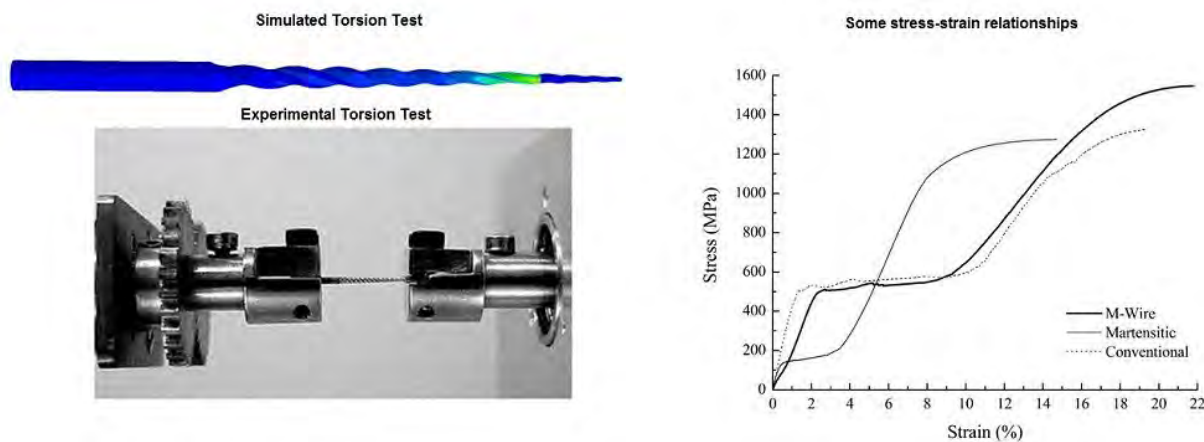 Simulated Torsion Test
Experimental Torsion Test
Some stress-strain relationships
1600
1400
1200
1000
800
600
400
200
0
Stress (MPa)
M-Wire
Martensitic
Conventional
0 2 4 6 8 10 12 14 16 18 20 22
Strain (%)